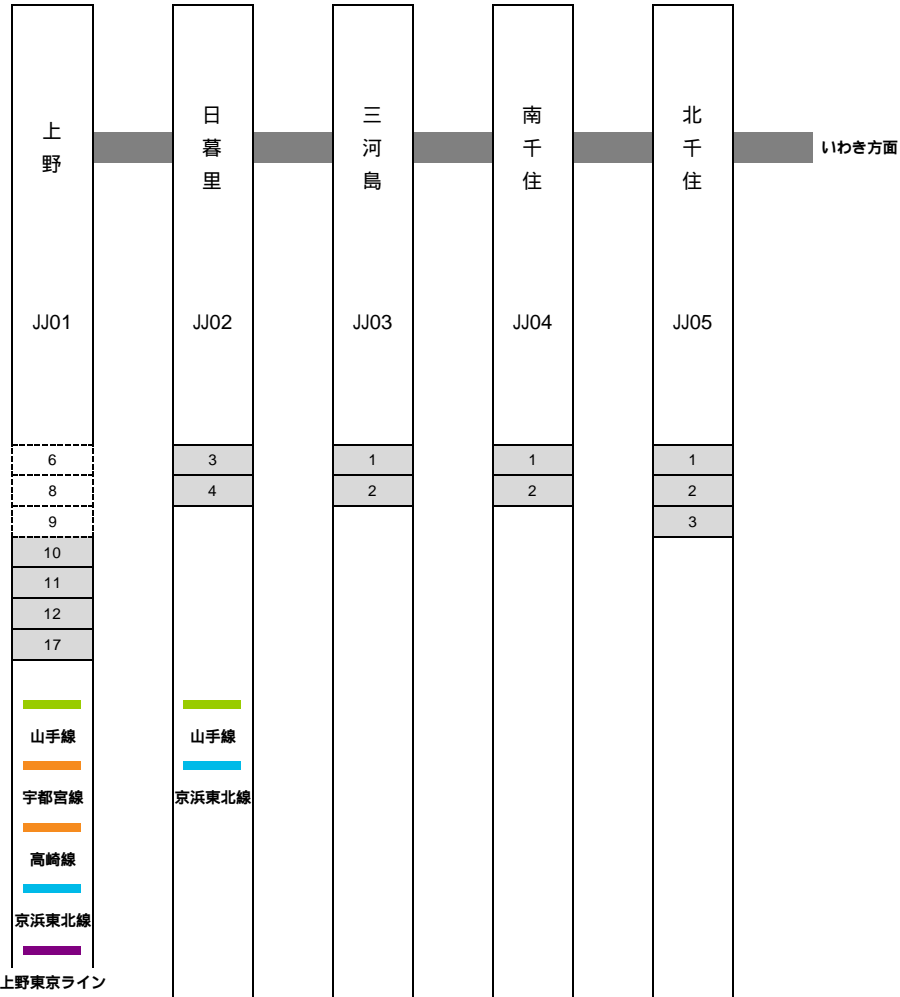 上野
日暮里
三河島
南千住
北千住
いわき方面
JJ01
JJ02
JJ03
JJ04
JJ05
6
3
1
1
1
8
4
2
2
2
9
3
10
11
12
17
山手線
山手線
宇都宮線
京浜東北線
高崎線
京浜東北線
上野東京ライン